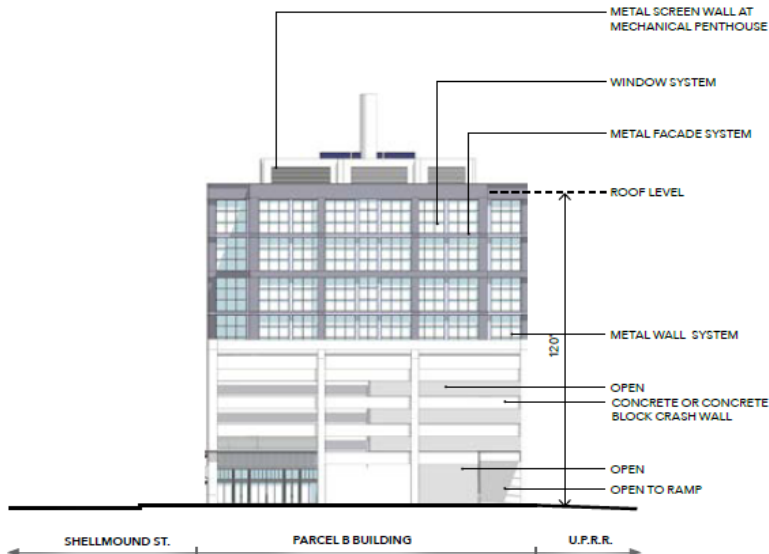 METAL SCREEN WALL AT
MECHANICAL PENTHOUSE
WINDOW SYSTEM
METAL FACADE SYSTEM
ROOF LEVEL
120'
METAL WALL SYSTEM
OPEN
CONCRETE OR CONCRETE
BLOCK CRASH WALL
OPEN
OPEN TO RAMP
SHELLMOUND ST.
PARCEL B BUILDING
U.P.R.R.